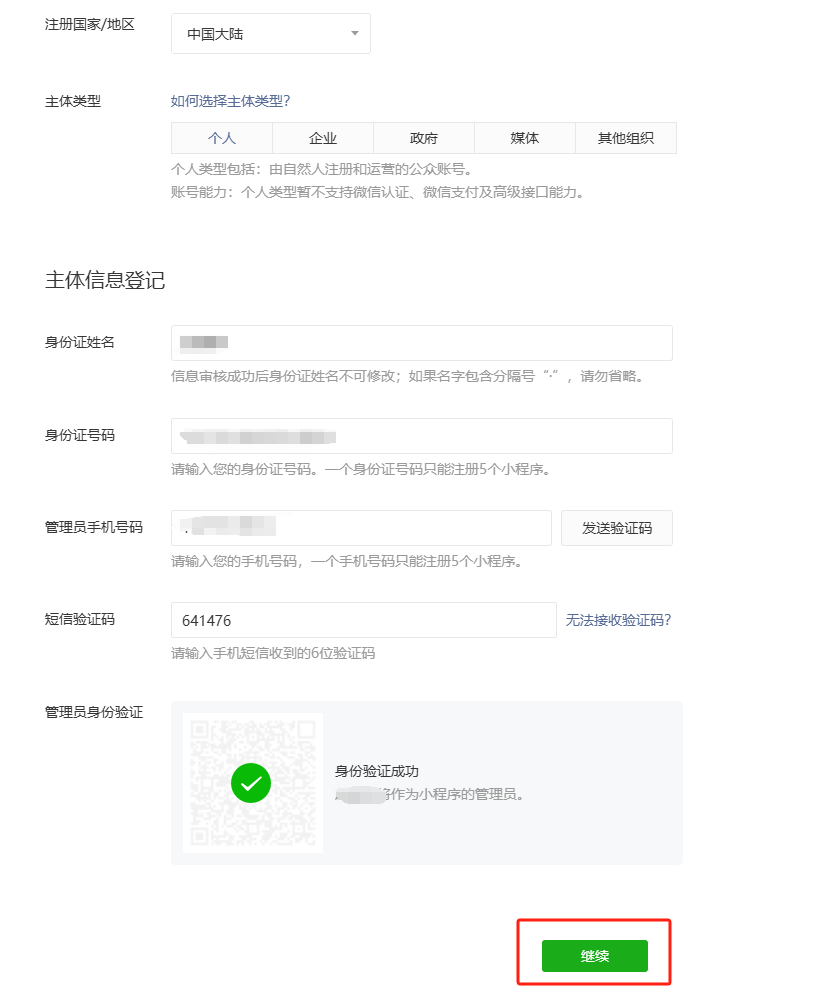 注册国家/地区
中国大陆
主体类型
如何选择主体类型?
个人 企业 政府 媒体 其他组织
个人类型包括：由自然人注册和运营的公众账号。
账号能力：个人类型暂不支持微信认证、微信支付及高级接口能力。
主体信息登记
身份证姓名
信息审核成功后身份证姓名不可修改；如果名字包含分隔号“·”，请勿省略。
身份证号码
请输入您的身份证号码。一个身份证号码只能注册5个小程序。
管理员手机号码
发送验证码
请输入您的手机号码，一个手机号码只能注册5个小程序。
短信验证码
641476
无法接收验证码?
请输入手机短信收到的6位验证码
管理员身份验证
身份验证成功
将作为小程序的管理员。
继续